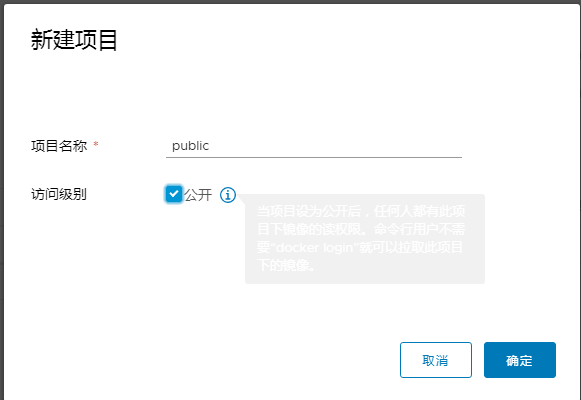 新建项目
项目名称 *
public
访问级别
公开
当项目设为公开后，任何人都有此项
目下镜像的读权限。命令行用户不需
要"docker login"就可以拉取此项目
下的镜像。
取消
确定